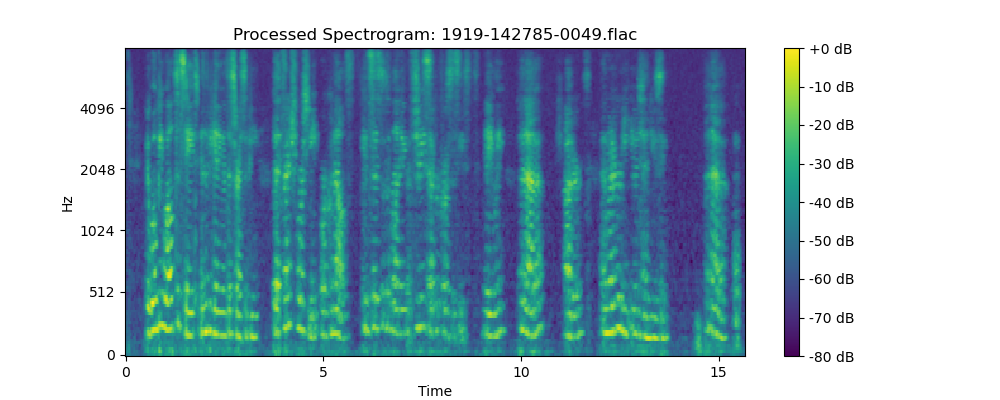 Processed Spectrogram: 1919-142785-0049.flac
+0 dB
-10 dB
-20 dB
-30 dB
-40 dB
-50 dB
-60 dB
-70 dB
-80 dB
Hz
4096
2048
1024
512
0
0
5
10
15
Time